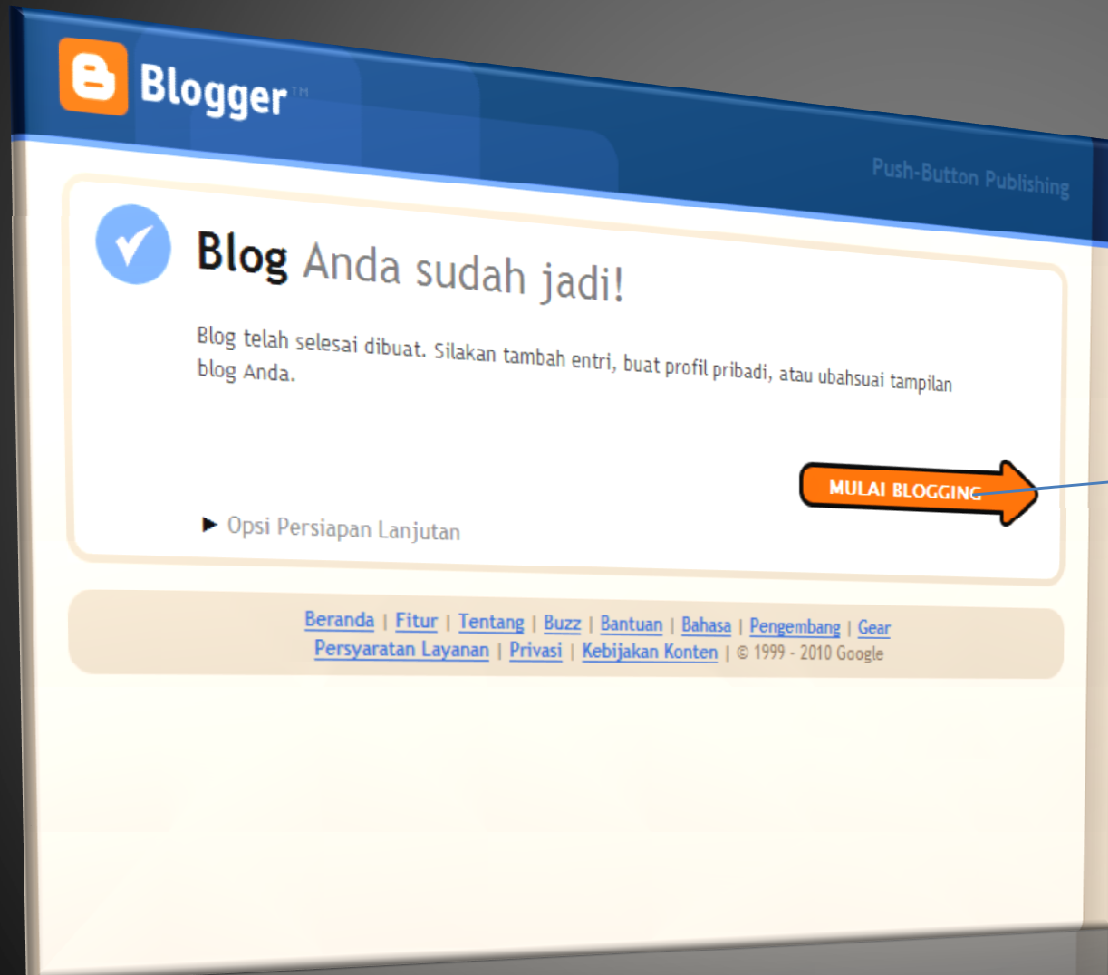 Blogger™
Push-Button Publishing
Blog Anda sudah jadi!
Blog telah selesai dibuat. Silakan tambah entri, buat profil pribadi, atau ubahsuai tampilan
blog Anda.
MULAI BLOGGING
► Opsi Persiapan Lanjutan
Beranda | Fitur | Tentang | Buzz | Bantuan | Bahasa | Pengembang | Gear
Persyaratan Layanan | Privasi | Kebijakan Konten | © 1999 - 2010 Google